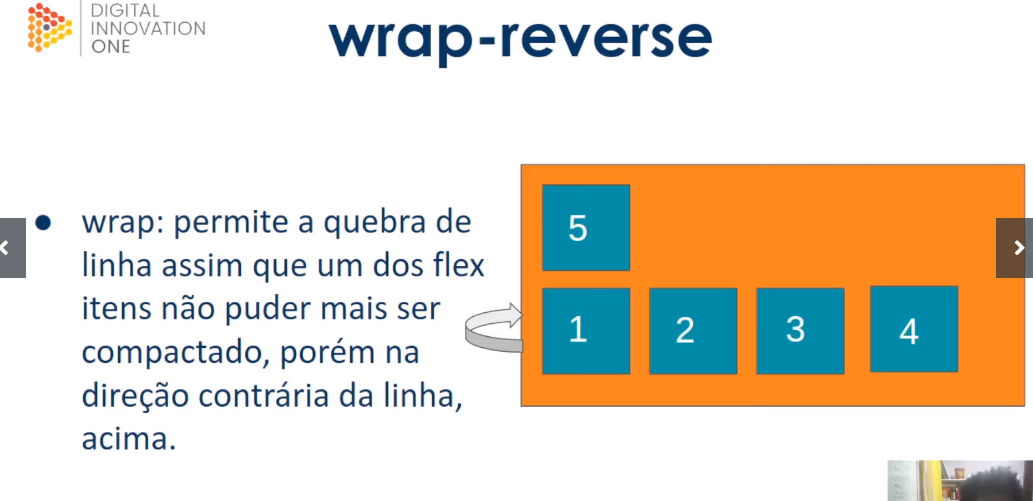 DIGITAL
INNOVATION
ONE
wrap-reverse
● wrap: permite a quebra de
linha assim que um dos flex
itens não puder mais ser
compactado, porém na
direção contrária da linha,
acima.
5
1 2 3 4